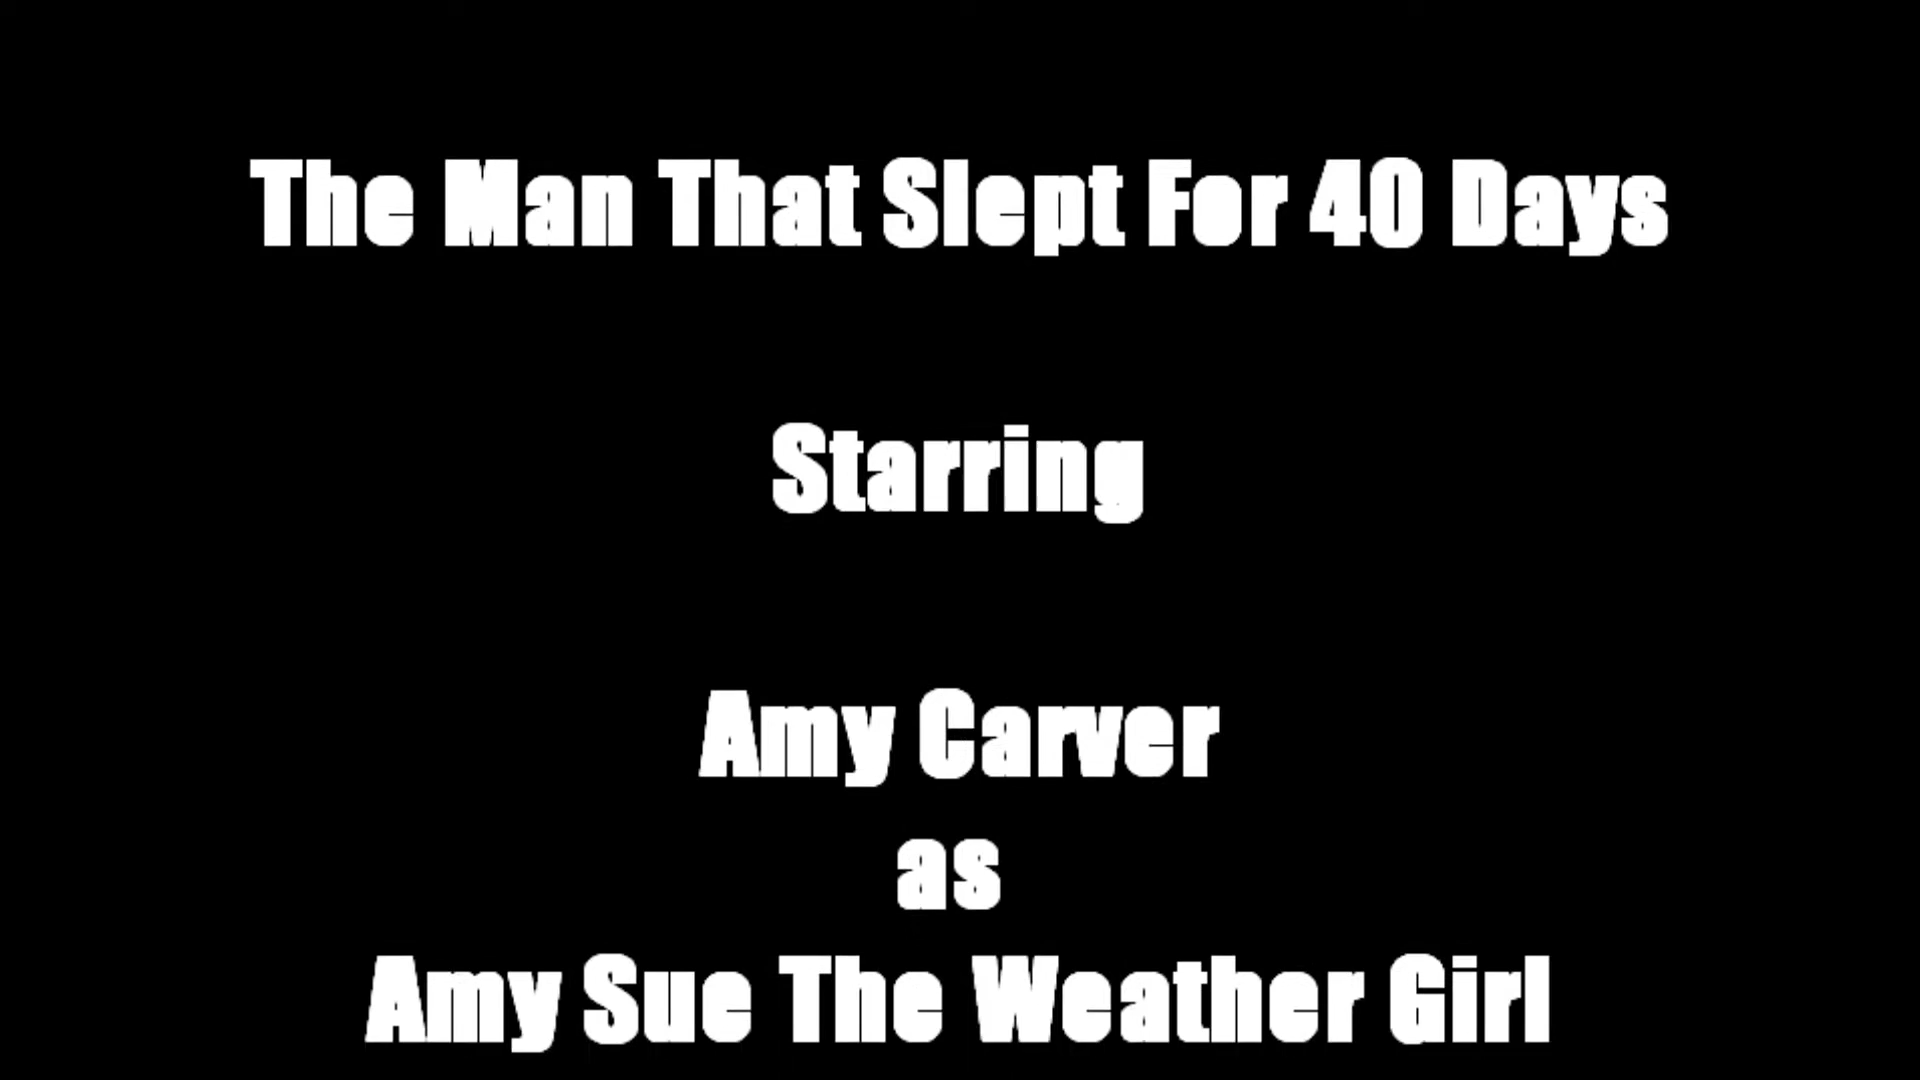 The Man That Slept For 40 Days
Starring
Amy Carver
as
Amy Sue The Weather Girl